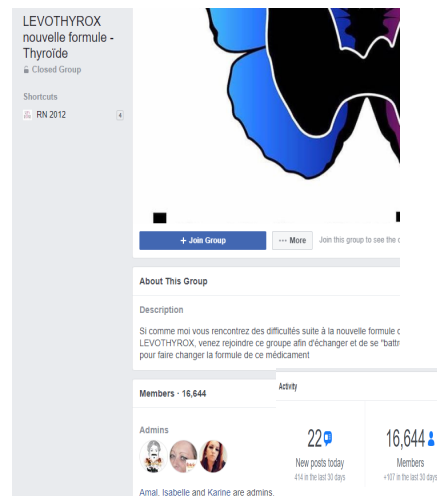 LEVOTHYROX
nouvelle formule -
Thyroïde
Closed Group
Shortcuts
RN 2012
4
+ Join Group
··· More
Join this group to see the
About This Group
Description
Si comme moi vous rencontrez des difficultés suite à la nouvelle formule
LEVOTHYROX, venez rejoindre ce groupe afin d'échanger et de se "battr
pour faire changer la formule de ce médicament
Members · 16,644
Admins
Amal, Isabelle and Karine are admins.
Activity
22
New posts today
414 in the last 30 days
16,644
Members
+107 in the last 30 days